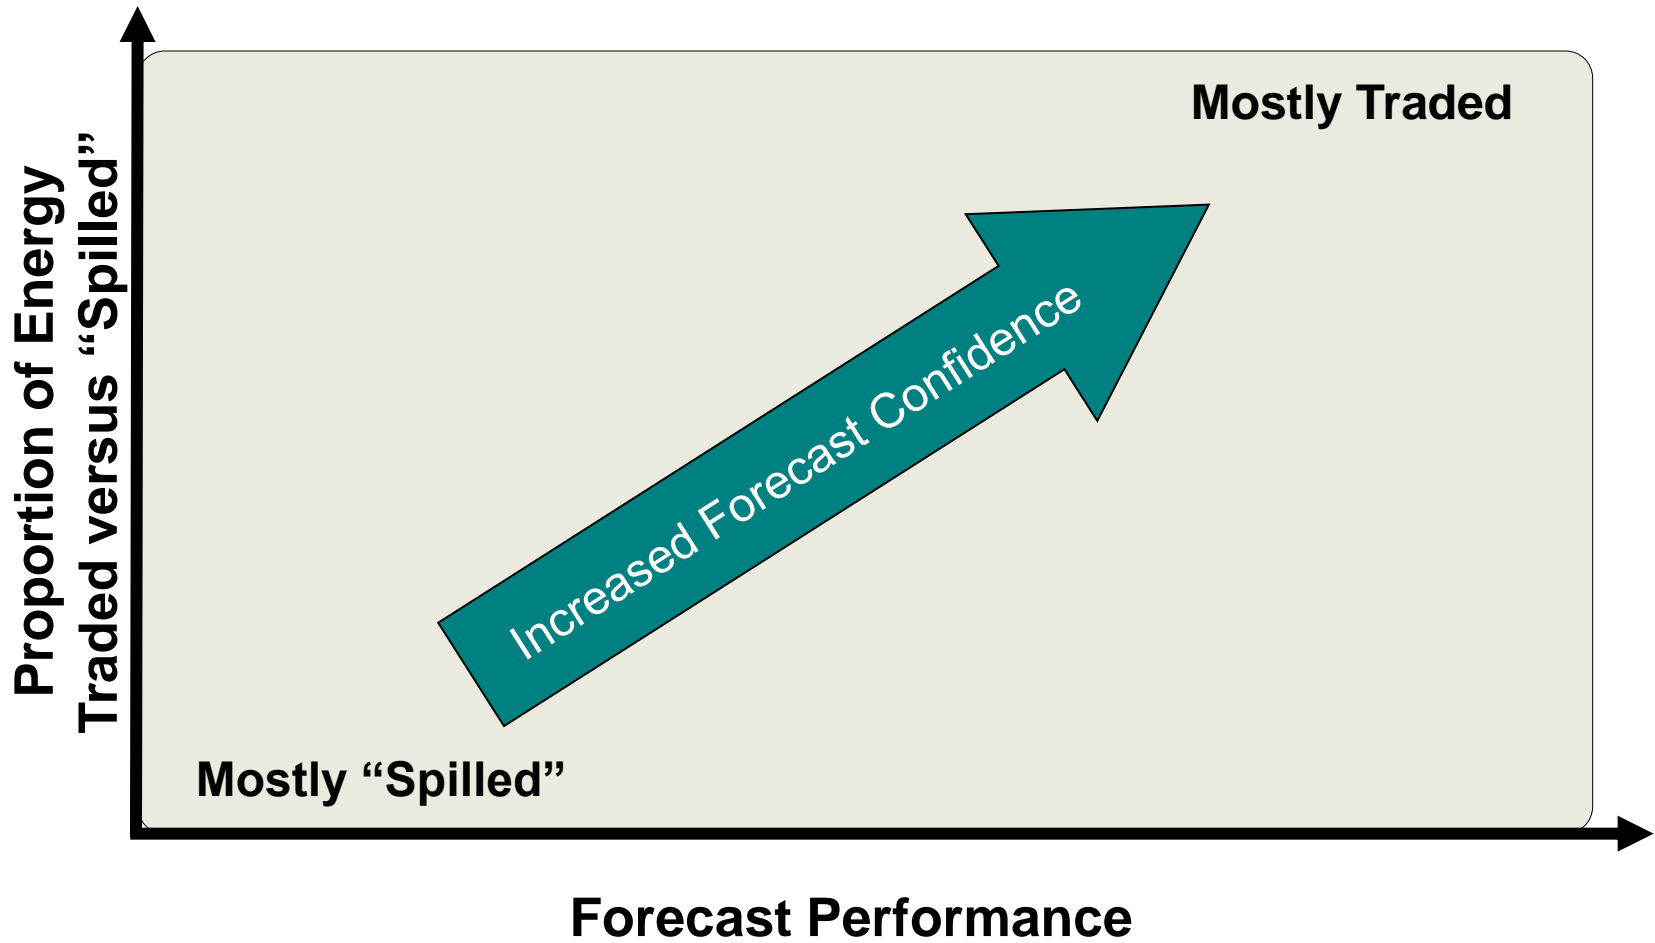 Proportion of Energy
Traded versus “Spilled”
Mostly Traded
Increased Forecast Confidence
Mostly “Spilled”
Forecast Performance